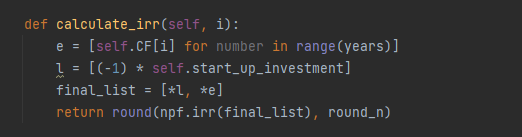 def calculate_irr(self, i):
e = [self.CF[i] for number in range(years)]
l = [(-1) * self.start_up_investment]
final_list = [*l, *e]
return round(npf.irr(final_list), round_n)